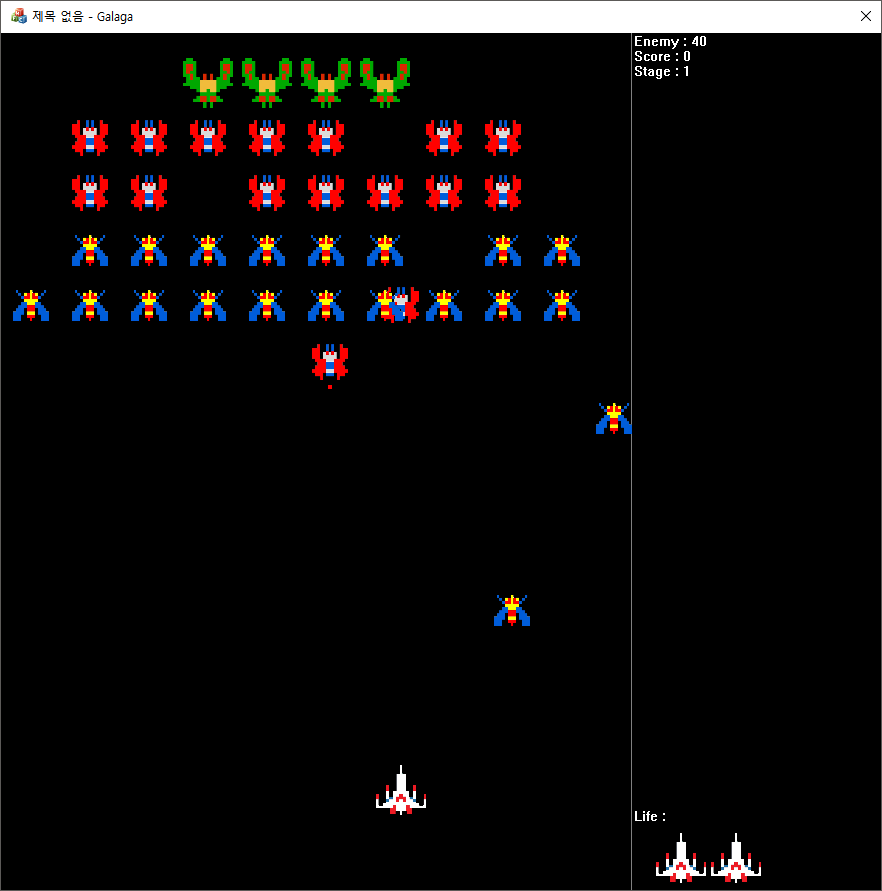 제목 없음 - Galaga
Enemy : 40
Score : 0
Stage : 1
Life :